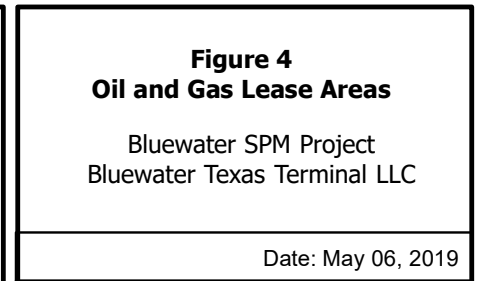 Figure 4
Oil and Gas Lease Areas
Bluewater SPM Project
Bluewater Texas Terminal LLC
Date: May 06, 2019